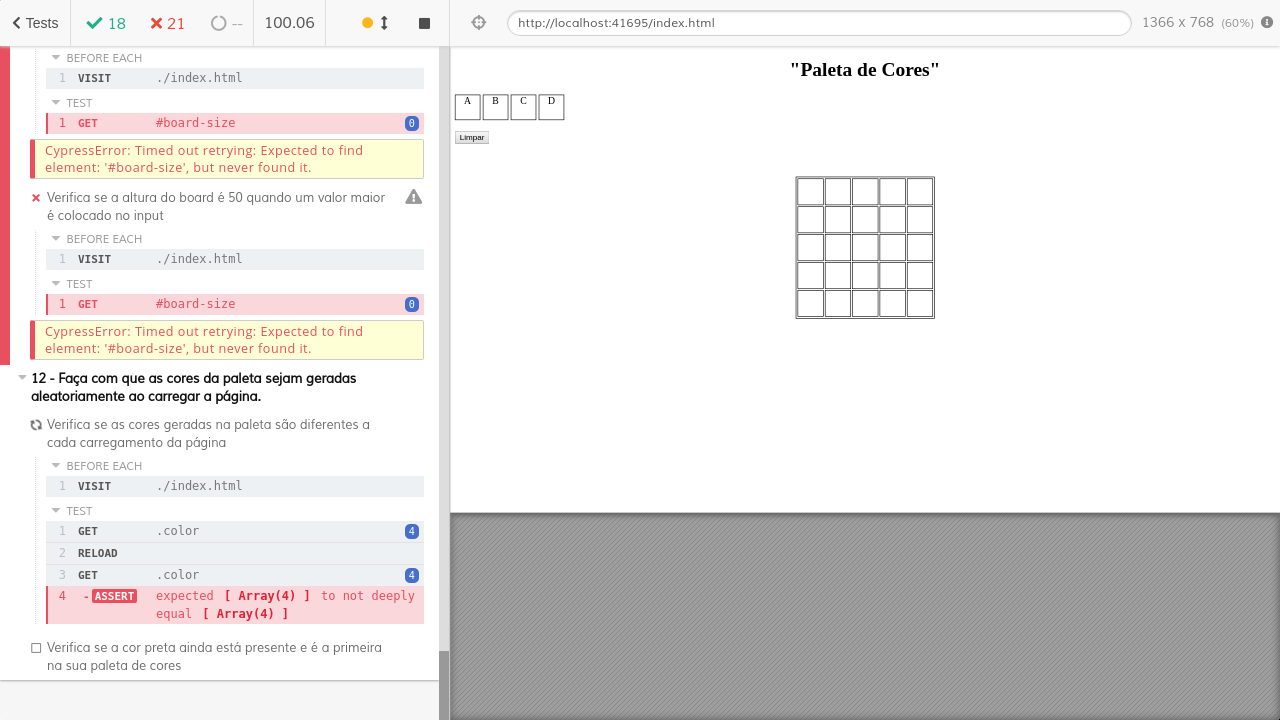 Tests
18
21
--
100.06
http://localhost:41695/index.html
1366 x 768 (60%)
BEFORE EACH
1 VISIT ./index.html
TEST
1 GET #board-size 0
CypressError: Timed out retrying: Expected to find
element: '#board-size', but never found it.
Verifica se a altura do board é 50 quando um valor maior
é colocado no input
BEFORE EACH
1 VISIT ./index.html
TEST
1 GET #board-size 0
CypressError: Timed out retrying: Expected to find
element: '#board-size', but never found it.
12 - Faça com que as cores da paleta sejam geradas
aleatoriamente ao carregar a página.
Verifica se as cores geradas na paleta são diferentes a
cada carregamento da página
BEFORE EACH
1 VISIT ./index.html
TEST
1 GET .color 4
2 RELOAD
3 GET .color 4
4 -ASSERT expected [ Array(4) ] to not deeply
equal [ Array(4) ]
Verifica se a cor preta ainda está presente e é a primeira
na sua paleta de cores
"Paleta de Cores"
A B C D
Limpar